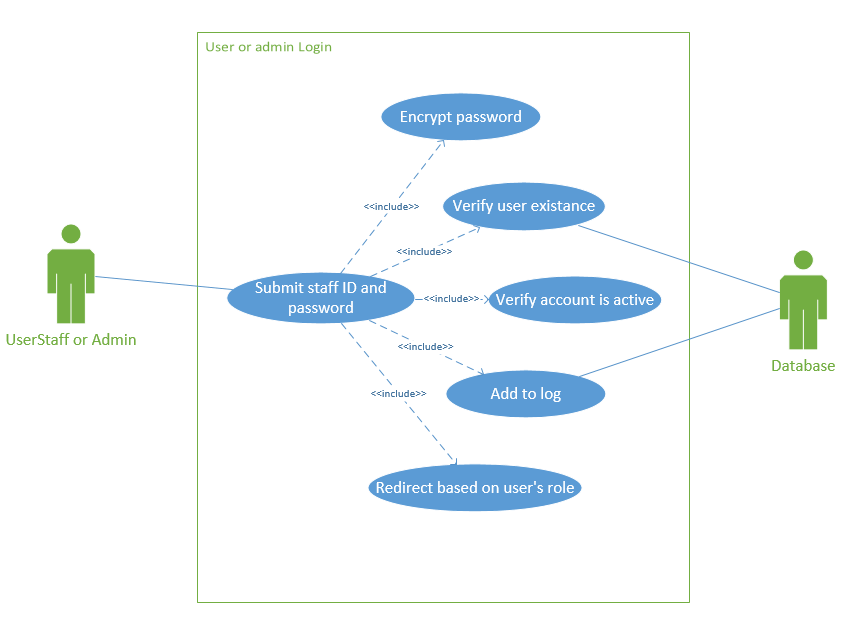 User or admin Login
Encrypt password
<<include>>
Verify user existance
<<include>>
Submit staff ID and
password
<<include>>
Verify account is active
UserStaff or Admin
<<include>>
Database
<<include>>
Add to log
Redirect based on user's role